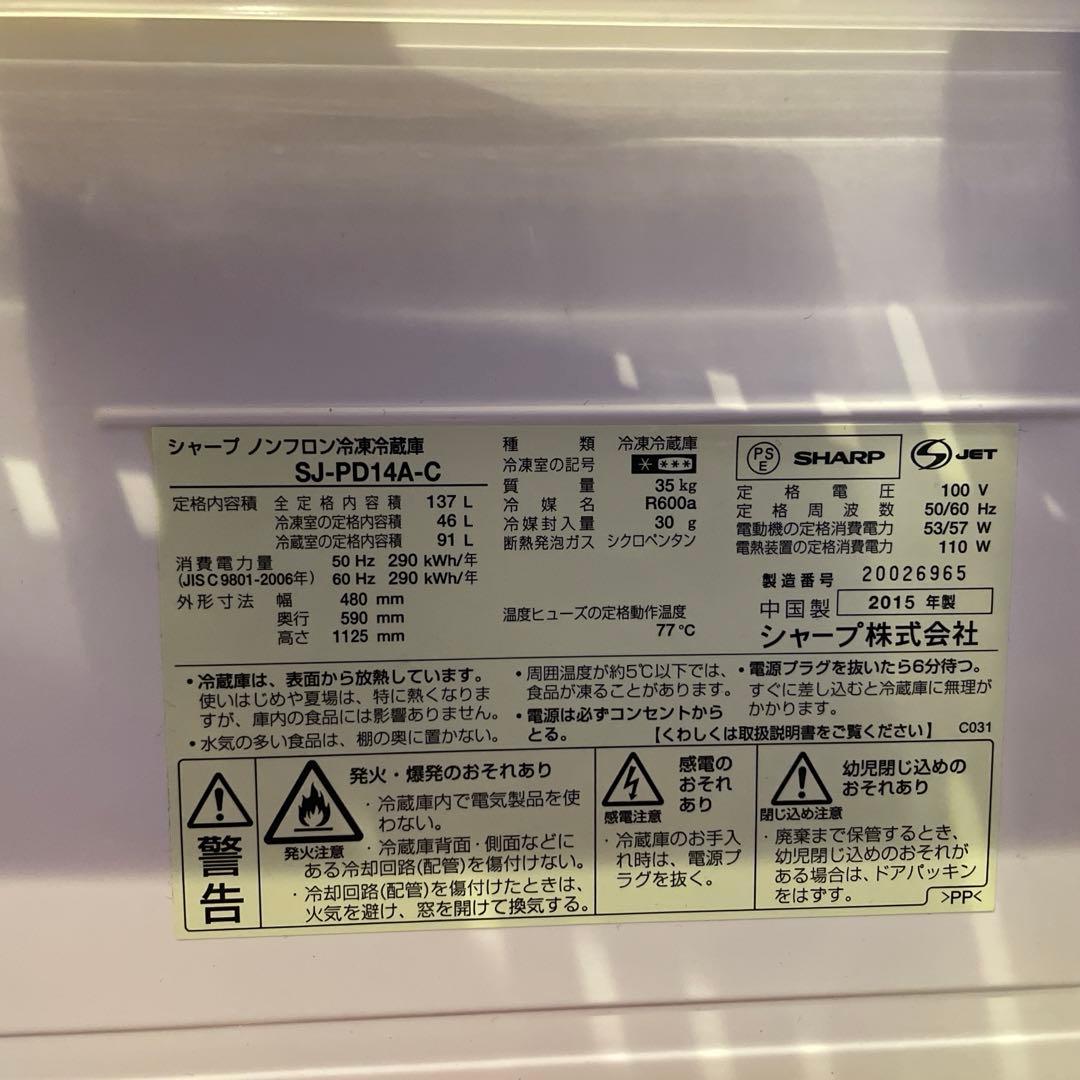 シャープ ノンフロン冷凍冷蔵庫
SJ-PD14A-C
定格内容積 全定格内容積 137 L
冷凍室の定格内容積 46 L
冷蔵室の定格内容積 91 L
消費電力量 50 Hz 290 kWh/年
(JIS C 9801-2006年) 60 Hz 290 kWh/年
外形寸法 幅 480 mm
奥行 590 mm
高さ 1125 mm
種類 冷凍冷蔵庫
冷凍室の記号 * ***
質量 35 kg
冷媒名 R600a
冷媒封入量 30 g
断熱発泡ガス シクロペンタン
温度ヒューズの定格動作温度
77℃
PS
E
SHARP
S JET
定格電圧 100 V
定格周波数 50/60 Hz
電動機の定格消費電力 53/57 W
電熱装置の定格消費電力 110 W
製造番号 20026965
中国製 2015 年製
シャープ株式会社
・冷蔵庫は、表面から放熱しています。
使いはじめや夏場は、特に熱くなりま
すが、庫内の食品には影響ありません。
・水気の多い食品は、棚の奥に置かない。
・周囲温度が約5℃以下では、
食品が凍ることがあります。
・電源は必ずコンセントから
とる。
・電源プラグを抜いたら6分待つ。
すぐに差し込むと冷蔵庫に無理が
かかります。
【くわしくは取扱説明書をご覧ください】 C031
警告
発火注意
発火・爆発のおそれあり
・冷蔵庫内で電気製品を使
わない。
・冷蔵庫背面・側面などに
ある冷却回路(配管)を傷付けない。
・冷却回路(配管)を傷付けたときは、
火気を避け、窓を開けて換気する。
感電注意
感電の
おそれ
あり
・冷蔵庫のお手入
れ時は、電源プ
ラグを抜く。
閉じ込め注意
幼児閉じ込めの
おそれあり
・廃棄まで保管するとき、
幼児閉じ込めのおそれが
ある場合は、ドアパッキン
をはずす。
>PP<